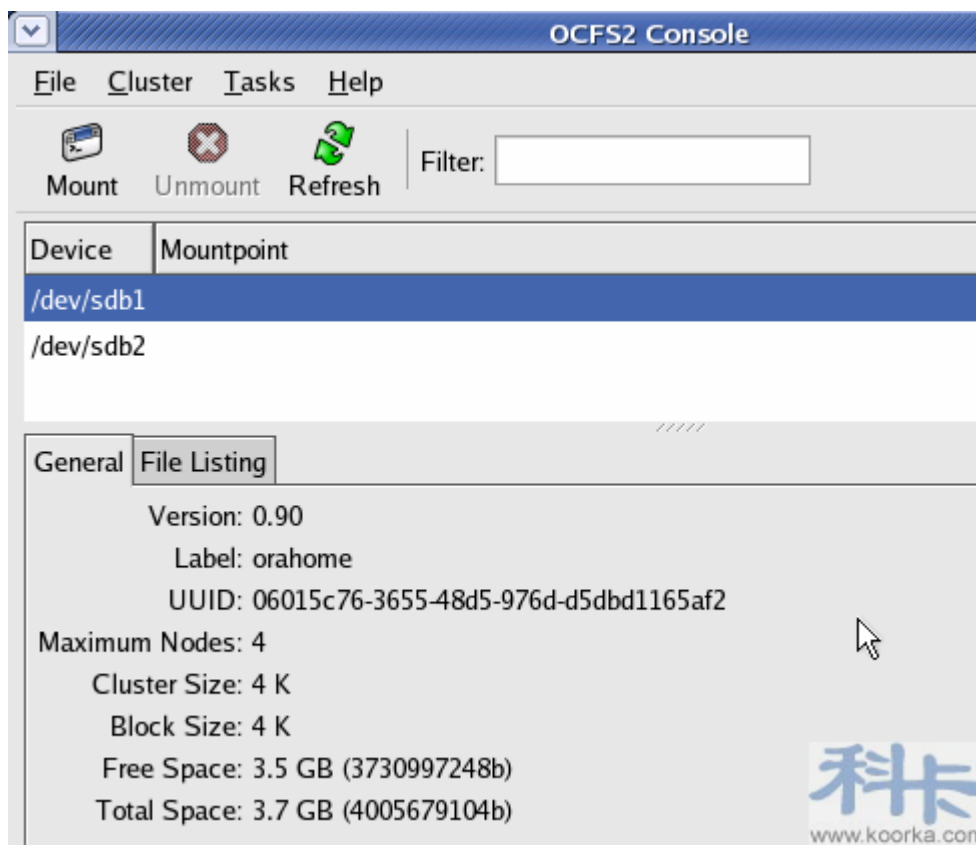 OCFS2 Console
File Cluster Tasks Help
Mount Unmount Refresh Filter:
Device Mountpoint
/dev/sdb1
/dev/sdb2
General File Listing
Version: 0.90
Label: orahome
UUID: 06015c76-3655-48d5-976d-d5dbd1165af2
Maximum Nodes: 4
Cluster Size: 4 K
Block Size: 4 K
Free Space: 3.5 GB (3730997248b)
Total Space: 3.7 GB (4005679104b)
科卡
www.koorka.com